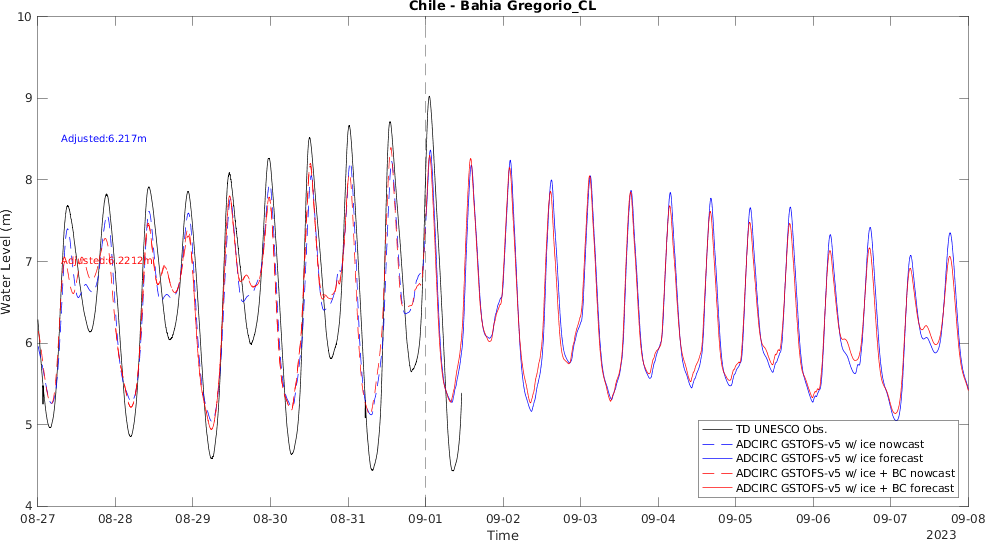 Chile - Bahia Gregorio_CL
10
9
8
7
6
5
4
Water Level (m)
Adjusted:6.217m
Adjusted:6.2212m
TD UNESCO Obs.
ADCIRC GSTOFS-v5 w/ ice nowcast
ADCIRC GSTOFS-v5 w/ ice forecast
ADCIRC GSTOFS-v5 w/ ice + BC nowcast
ADCIRC GSTOFS-v5 w/ ice + BC forecast
08-27 08-28 08-29 08-30 08-31 09-01 09-02 09-03 09-04 09-05 09-06 09-07 09-08
Time
2023